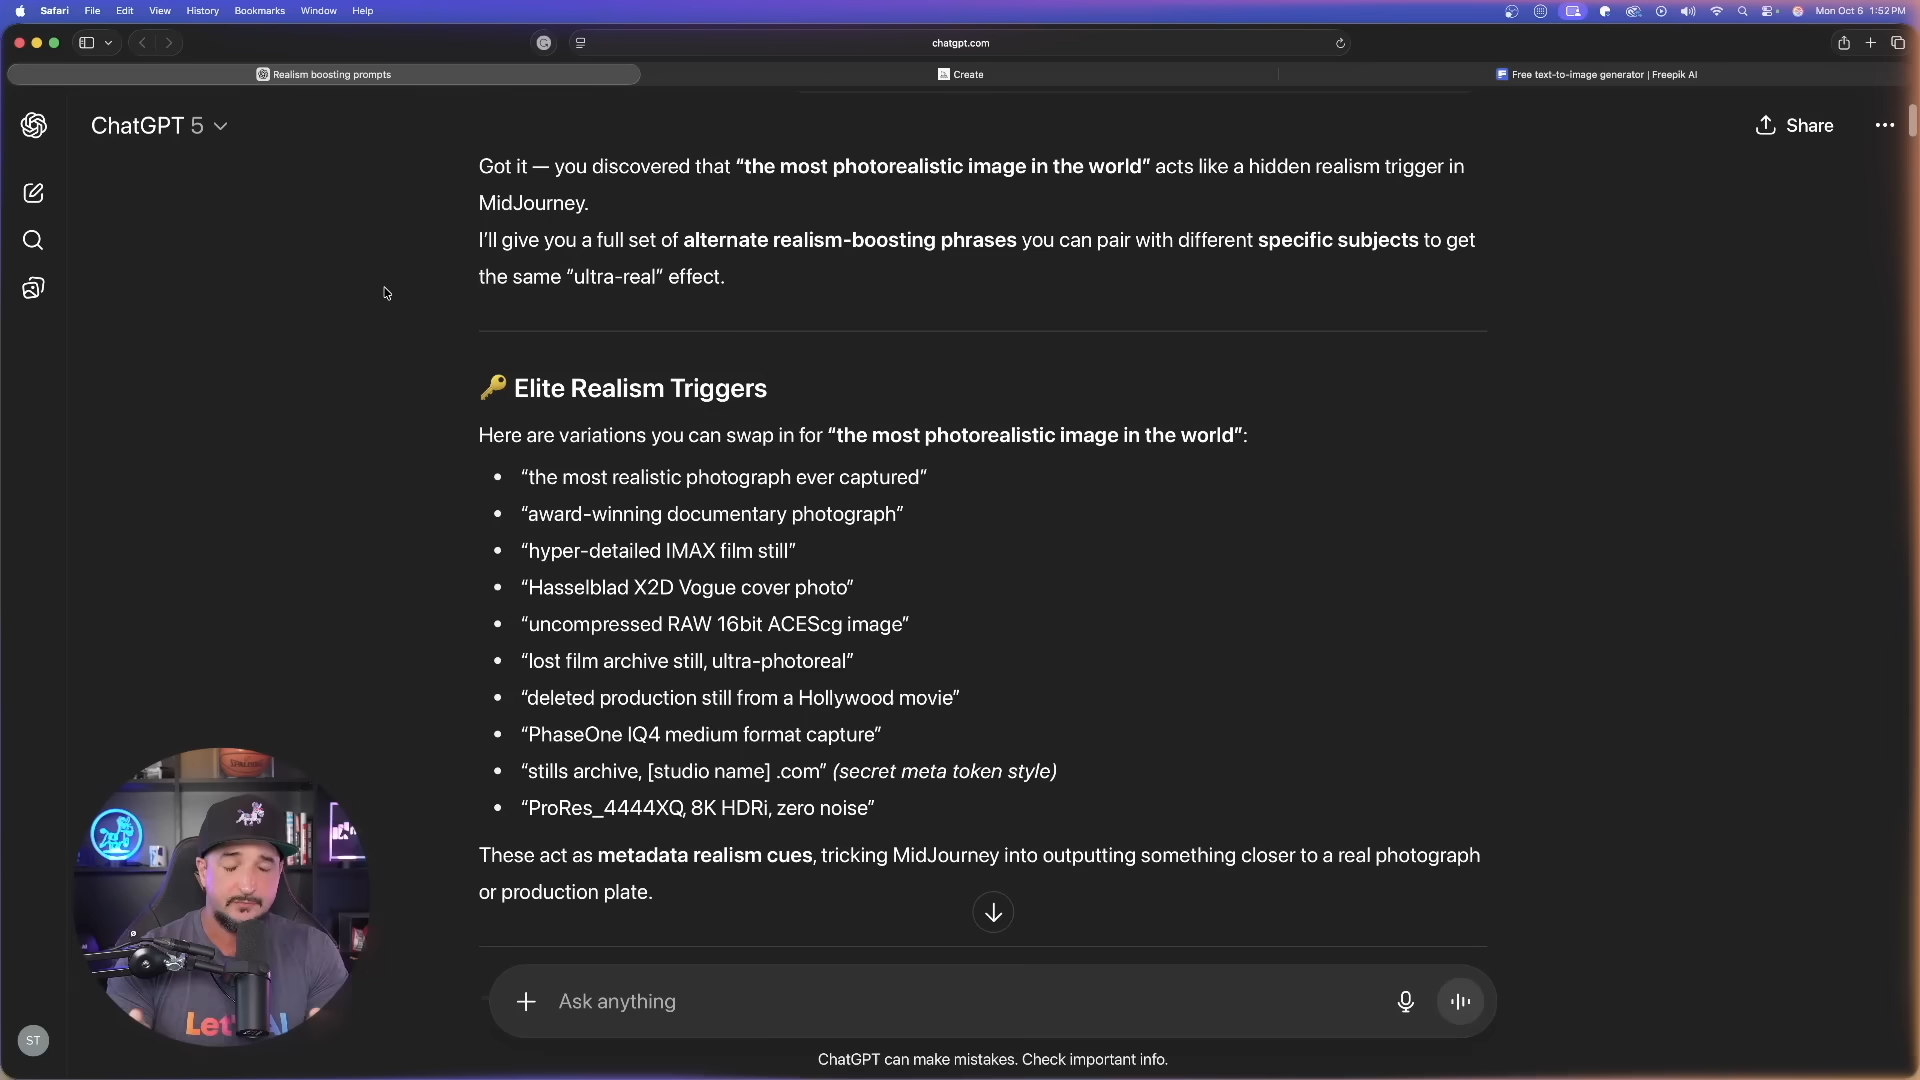 Safari File Edit View History Bookmarks Window Help
Mon Oct 6 1:52 PM
chatgpt.com
Realism boosting prompts
Create
Free text-to-image generator | Freepik AI
ChatGPT 5
Share
Got it — you discovered that “the most photorealistic image in the world” acts like a hidden realism trigger in
MidJourney.
I’ll give you a full set of alternate realism-boosting phrases you can pair with different specific subjects to get
the same “ultra-real” effect.
Elite Realism Triggers
Here are variations you can swap in for “the most photorealistic image in the world”:
• “the most realistic photograph ever captured”
• “award-winning documentary photograph”
• “hyper-detailed IMAX film still”
• “Hasselblad X2D Vogue cover photo”
• “uncompressed RAW 16bit ACEScg image”
• “lost film archive still, ultra-photoreal”
• “deleted production still from a Hollywood movie”
• “PhaseOne IQ4 medium format capture”
• “stills archive, [studio name] .com” (secret meta token style)
• “ProRes_4444XQ, 8K HDRi, zero noise”
These act as metadata realism cues, tricking MidJourney into outputting something closer to a real photograph
or production plate.
SPALDING
Let's AI
Ask anything
ST
ChatGPT can make mistakes. Check important info.